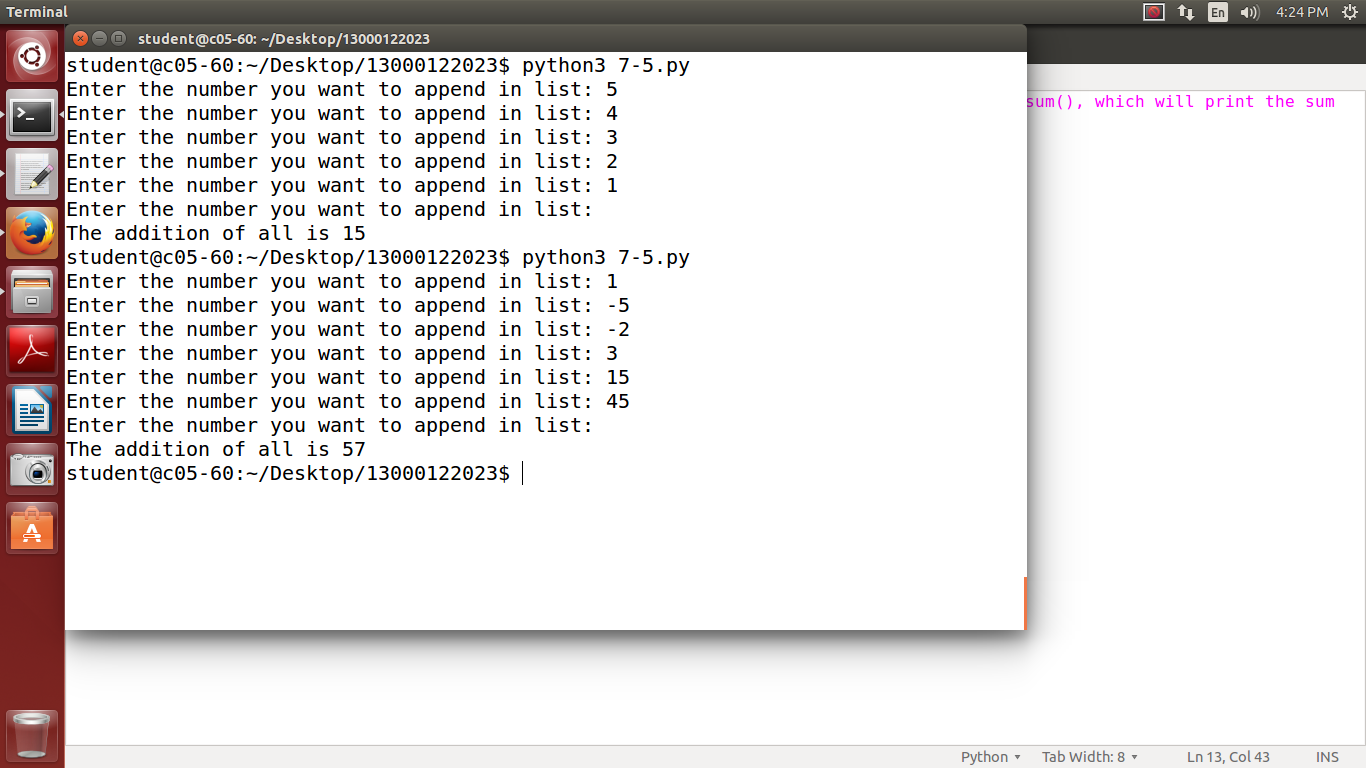 Terminal
En
4:24 PM
student@c05-60: ~/Desktop/13000122023
student@c05-60:~/Desktop/13000122023$ python3 7-5.py
Enter the number you want to append in list: 5
Enter the number you want to append in list: 4
Enter the number you want to append in list: 3
Enter the number you want to append in list: 2
Enter the number you want to append in list: 1
Enter the number you want to append in list:
The addition of all is 15
student@c05-60:~/Desktop/13000122023$ python3 7-5.py
Enter the number you want to append in list: 1
Enter the number you want to append in list: -5
Enter the number you want to append in list: -2
Enter the number you want to append in list: 3
Enter the number you want to append in list: 15
Enter the number you want to append in list: 45
Enter the number you want to append in list:
The addition of all is 57
student@c05-60:~/Desktop/13000122023$
sum(), which will print the sum
Python
Tab Width: 8
Ln 13, Col 43
INS